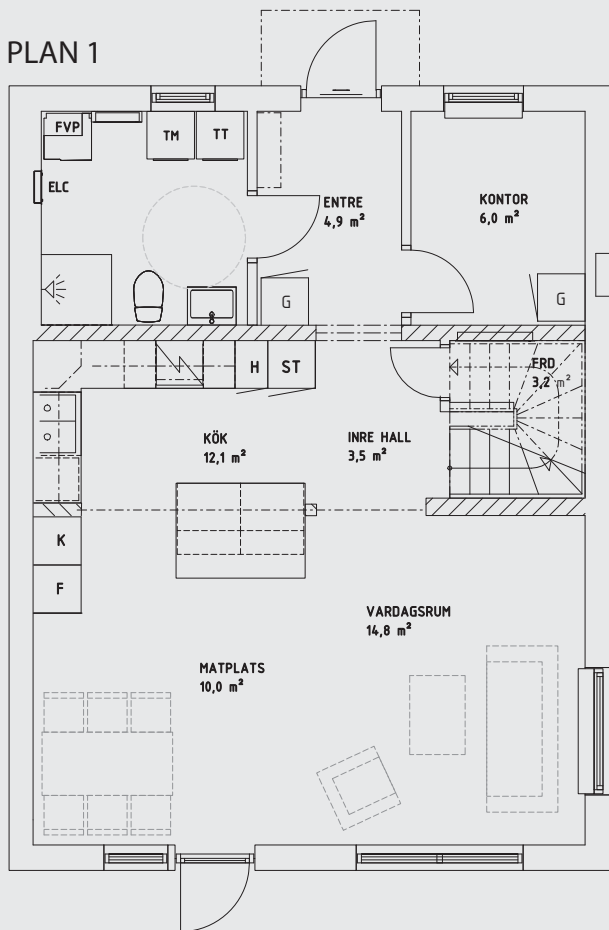 PLAN 1
FVP
TM
TT
ELC
ENTRE
4,9 m²
KONTOR
6,0 m²
G
G
H
ST
FRD
3,2 m²
KÖK
12,1 m²
INRE HALL
3,5 m²
K
F
VARDAGSRUM
14,8 m²
MATPLATS
10,0 m²